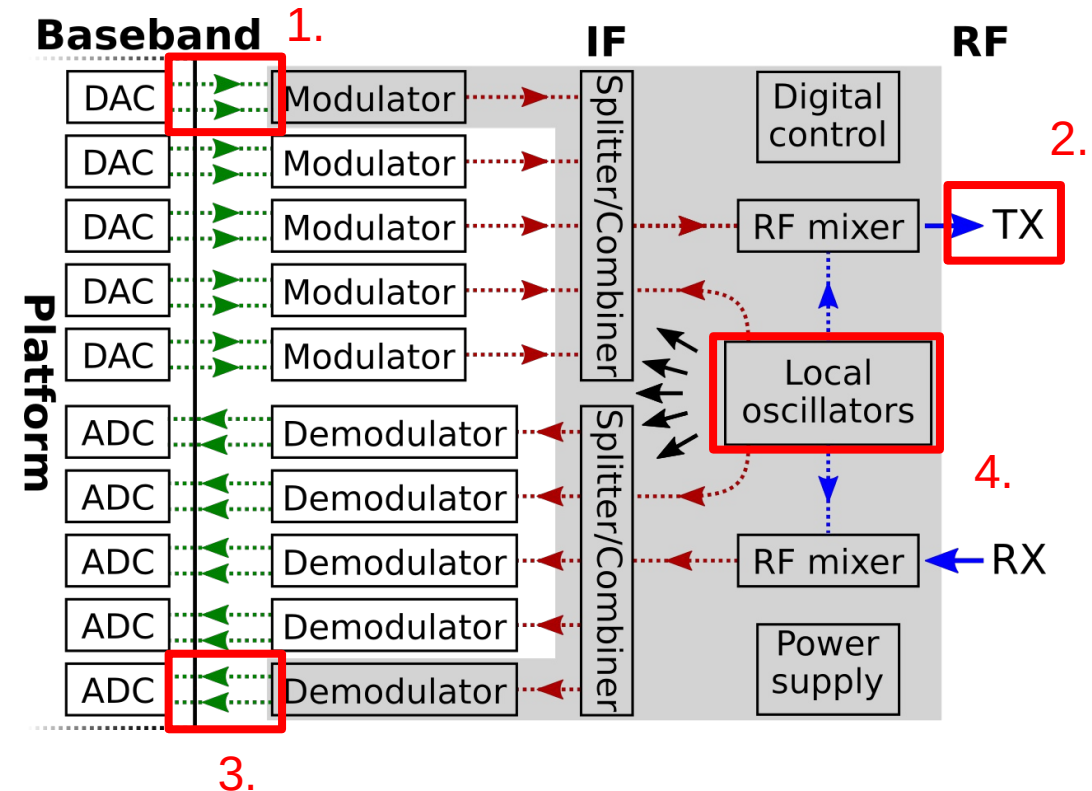 Baseband
1.
IF
RF
DAC
Modulator
Digital
control
DAC
Modulator
2.
DAC
Modulator
Splitter/Combiner
RF mixer
TX
DAC
Modulator
DAC
Modulator
Local
oscillators
Platform
ADC
Demodulator
ADC
Demodulator
4.
ADC
Demodulator
Splitter/Combiner
RF mixer
RX
ADC
Demodulator
Power
supply
ADC
Demodulator
3.